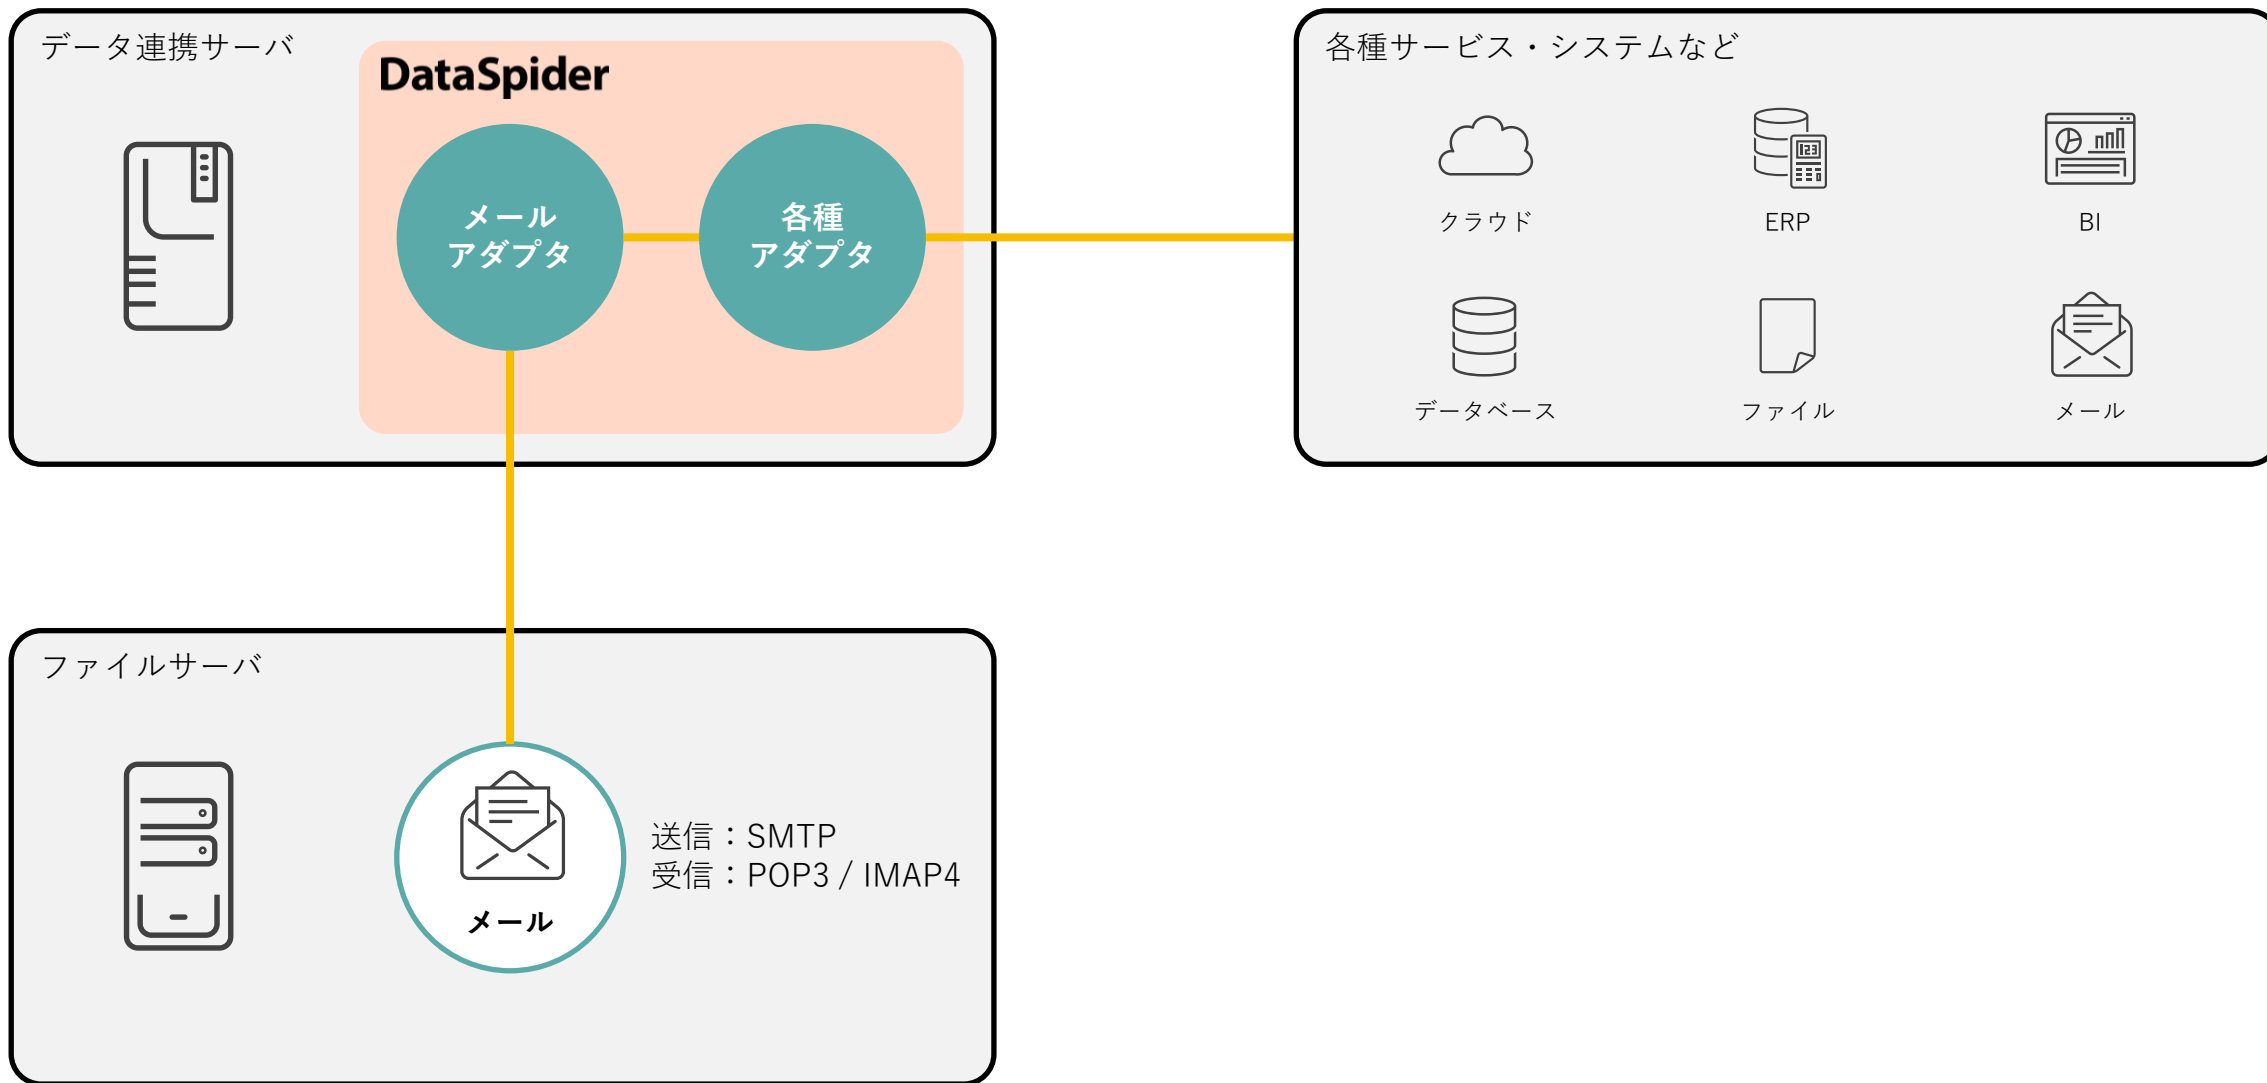 データ連携サーバ
DataSpider
メール
アダプタ
各種
アダプタ
各種サービス・システムなど
クラウド
ERP
BI
データベース
ファイル
メール
ファイルサーバ
メール
送信：SMTP
受信：POP3 / IMAP4